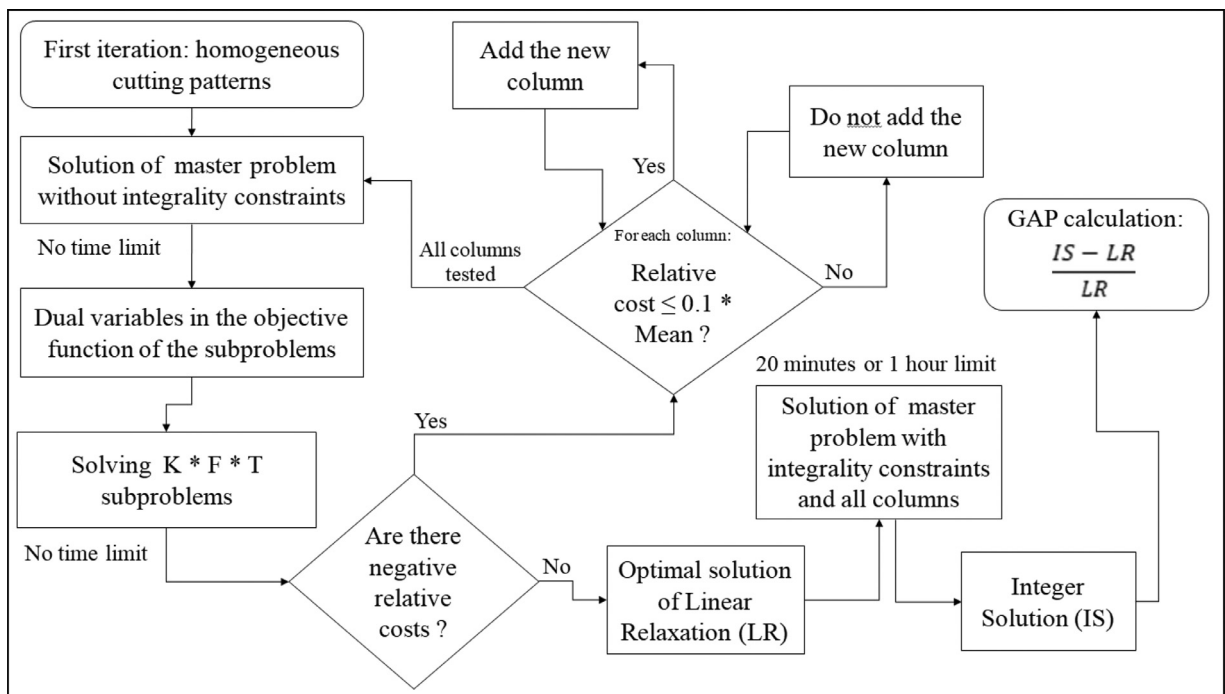 First iteration: homogeneous
cutting patterns
Solution of master problem
without integrality constraints
No time limit
Dual variables in the objective
function of the subproblems
Solving K * F * T
subproblems
No time limit
Are there
negative
relative
costs ?
Yes
No
For each column:
Relative
cost ≤ 0.1 *
Mean ?
Yes
Add the new
column
No
Do not add the
new column
All columns
tested
Optimal solution
of Linear
Relaxation (LR)
20 minutes or 1 hour limit
Solution of master
problem with
integrality constraints
and all columns
Integer
Solution (IS)
GAP calculation:
IS − LR
LR